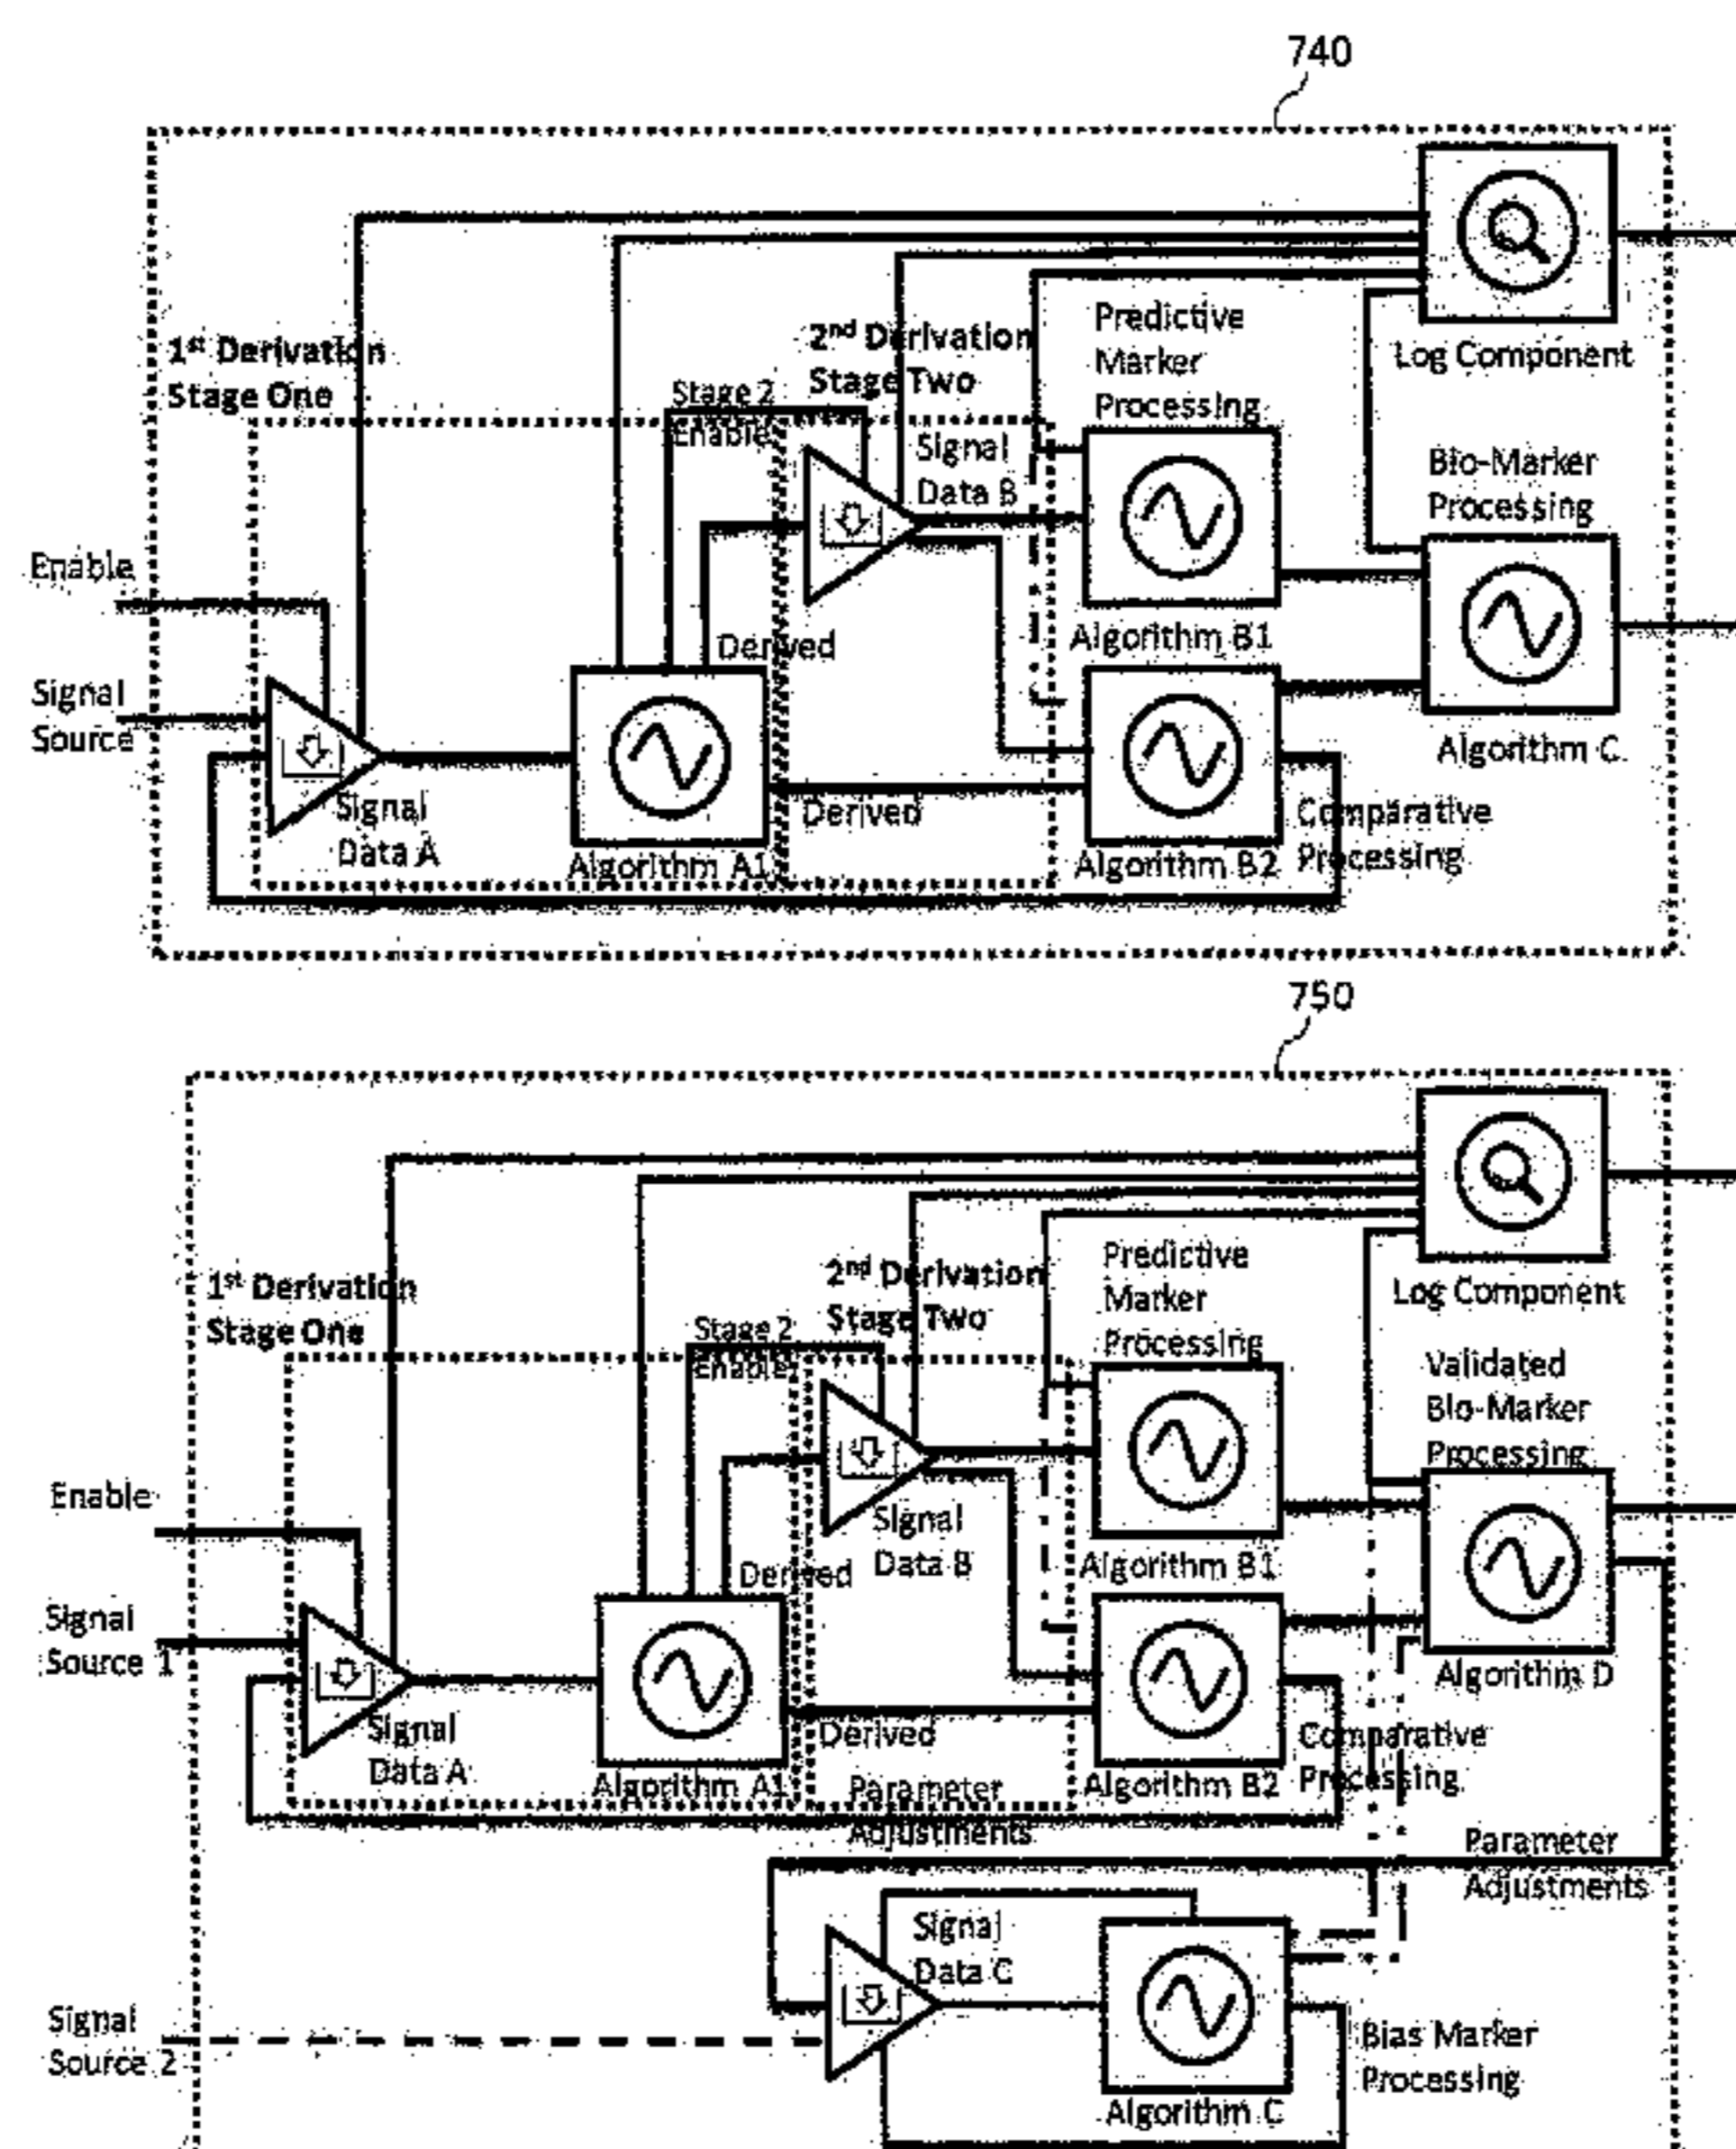 740
1st Derivation
Stage One
2nd Derivation
Stage Two
Stage 2
Enable
Predictive
Marker
Processing
Log Component
Signal
Data B
Bio-Marker
Processing
Enable
Derived
Algorithm B1
Signal
Source
Algorithm C
Signal
Data A
Derived
Comparative
Processing
Algorithm A1
Algorithm B2
750
1st Derivation
Stage One
2nd Derivation
Stage Two
Stage 2
Enable
Predictive
Marker
Processing
Log Component
Validated
Bio-Marker
Processing
Enable
Signal
Data B
Derived
Algorithm B1
Signal
Source 1
Algorithm D
Signal
Data A
Derived
Comparative
Processing
Algorithm A1
Parameter
Adjustments
Algorithm B2
Parameter
Adjustments
Signal
Data C
Signal
Source 2
Bias Marker
Processing
Algorithm C